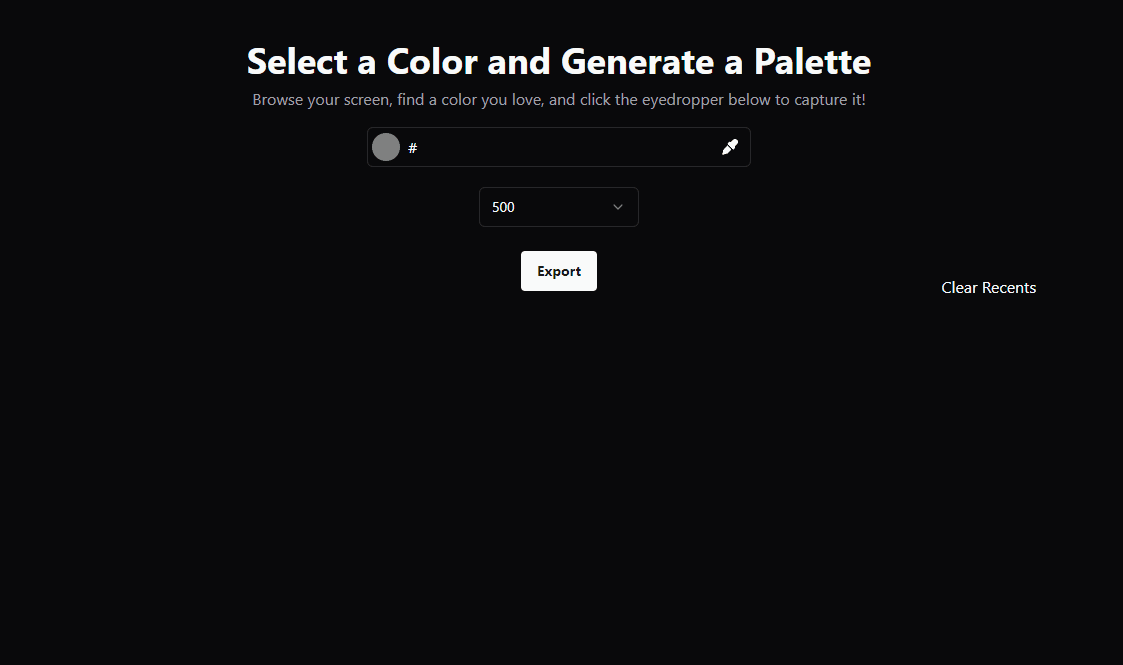 Select a Color and Generate a Palette
Browse your screen, find a color you love, and click the eyedropper below to capture it!
#
500
Export
Clear Recents